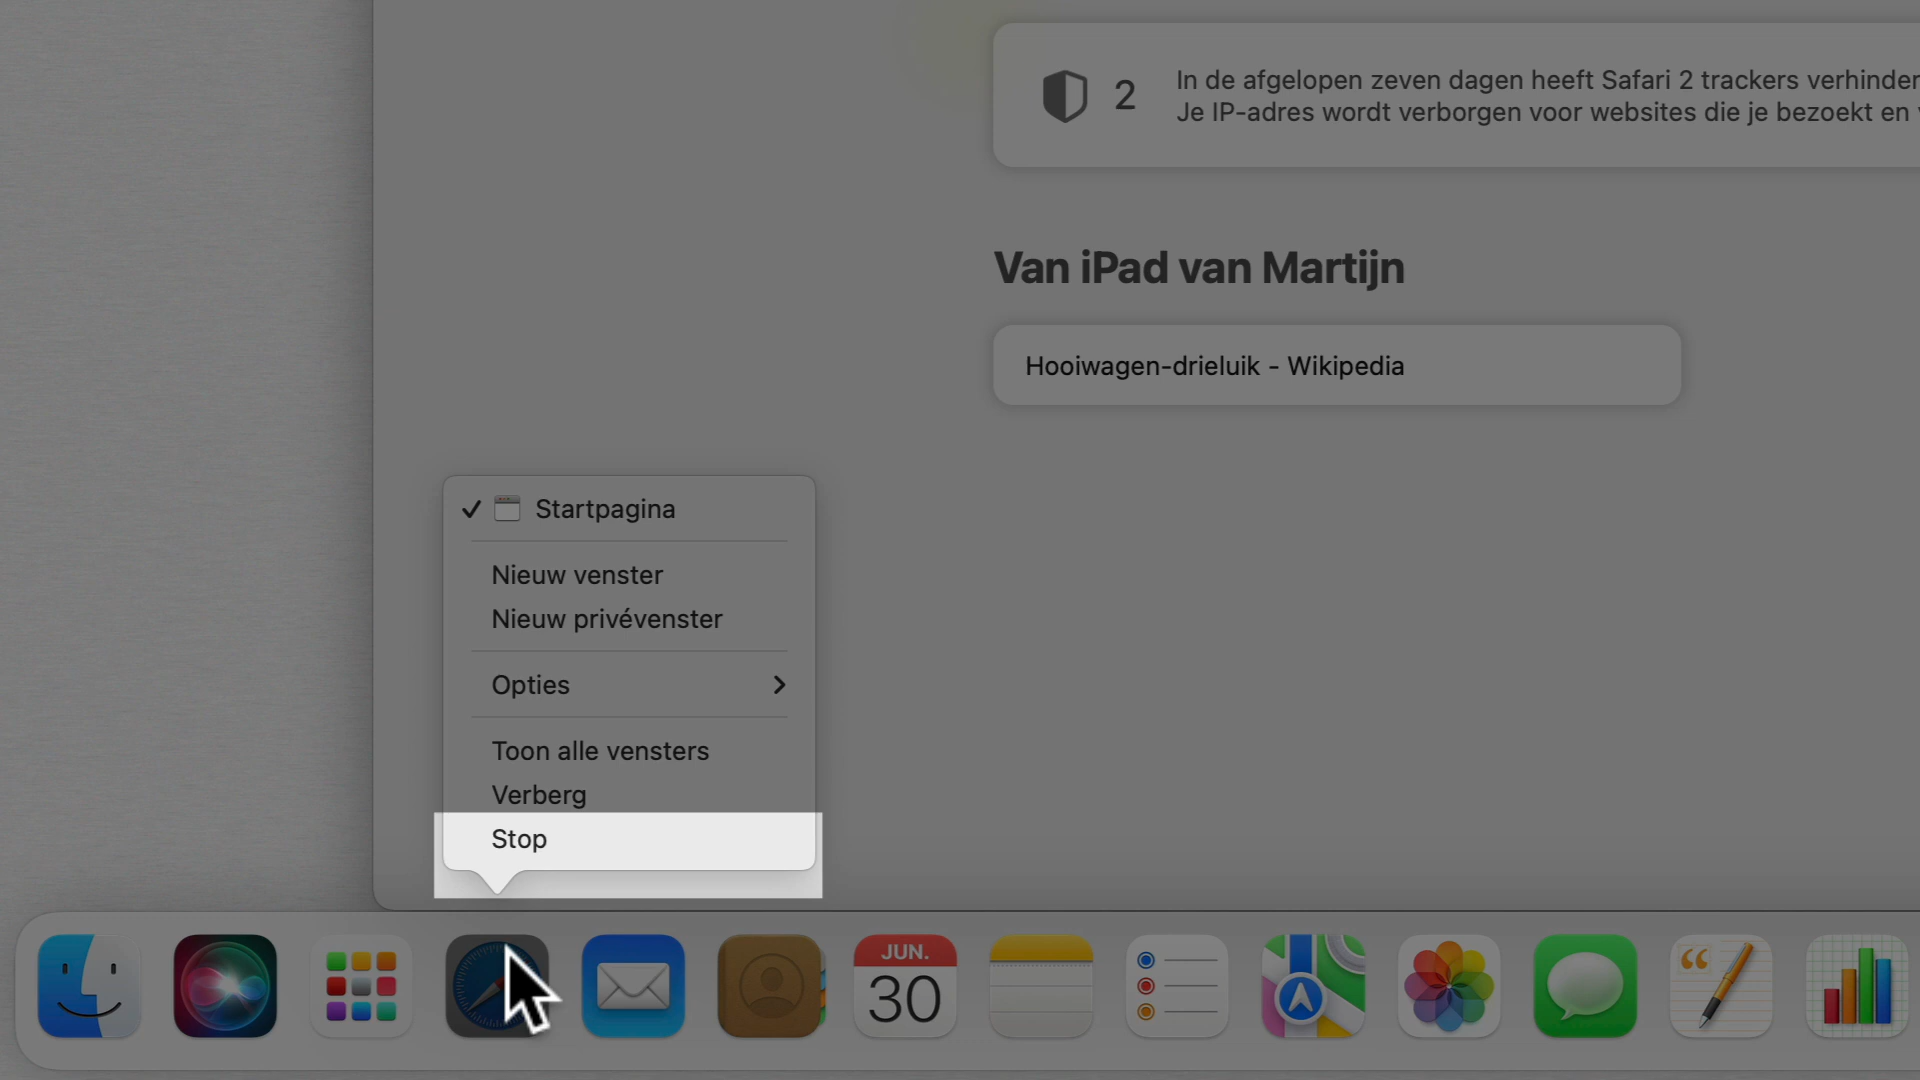 2
In de afgelopen zeven dagen heeft Safari 2 trackers
Je IP-adres wordt verborgen voor websites die je bezoekt en
Van iPad van Martijn
Hooiwagen-drieluik - Wikipedia
Startpagina
Nieuw venster
Nieuw privévenster
Opties
Toon alle vensters
Verberg
Stop
JUN.
30